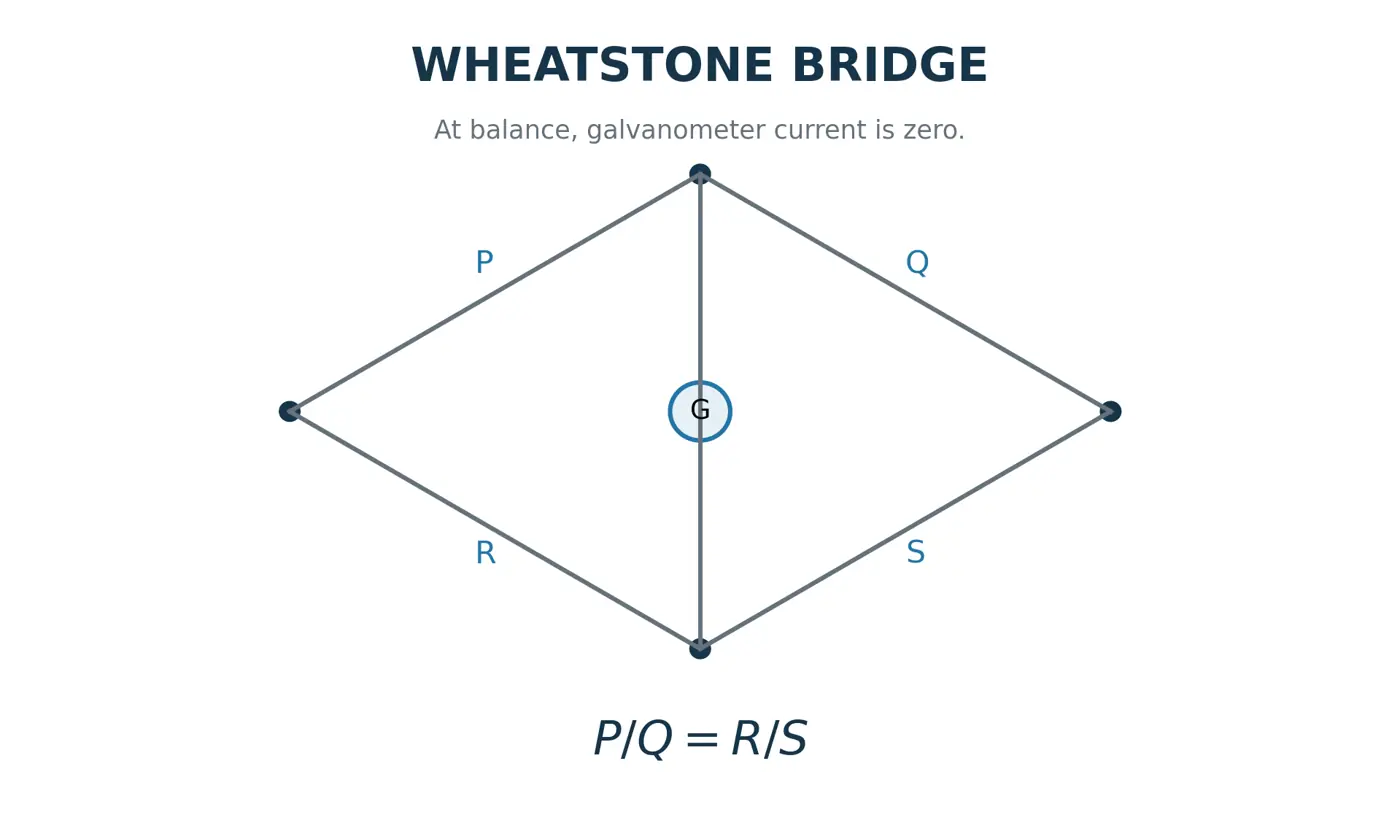 WHEATSTONE BRIDGE
At balance, galvanometer current is zero.
P
Q
G
R
S
P/Q = R/S